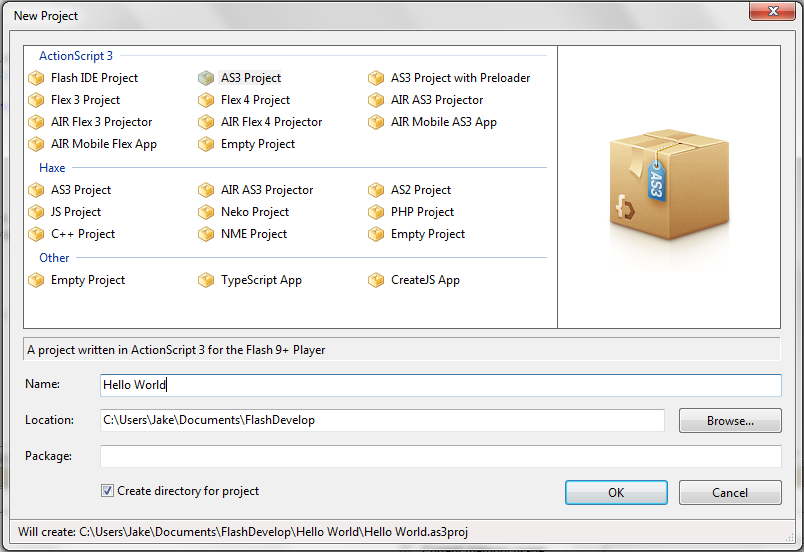 New Project
ActionScript 3
Flash IDE Project AS3 Project AS3 Project with Preloader
Flex 3 Project Flex 4 Project AIR AS3 Projector
AIR Flex 3 Projector AIR Flex 4 Projector AIR Mobile AS3 App
AIR Mobile Flex App Empty Project
Haxe
AS3 Project AIR AS3 Projector AS2 Project
JS Project Neko Project PHP Project
C++ Project NME Project Empty Project
Other
Empty Project TypeScript App CreateJS App
AS3
A project written in ActionScript 3 for the Flash 9+ Player
Name: Hello World
Location: C:\Users\Jake\Documents\FlashDevelop Browse...
Package:
Create directory for project OK Cancel
Will create: C:\Users\Jake\Documents\FlashDevelop\Hello World\Hello World.as3proj